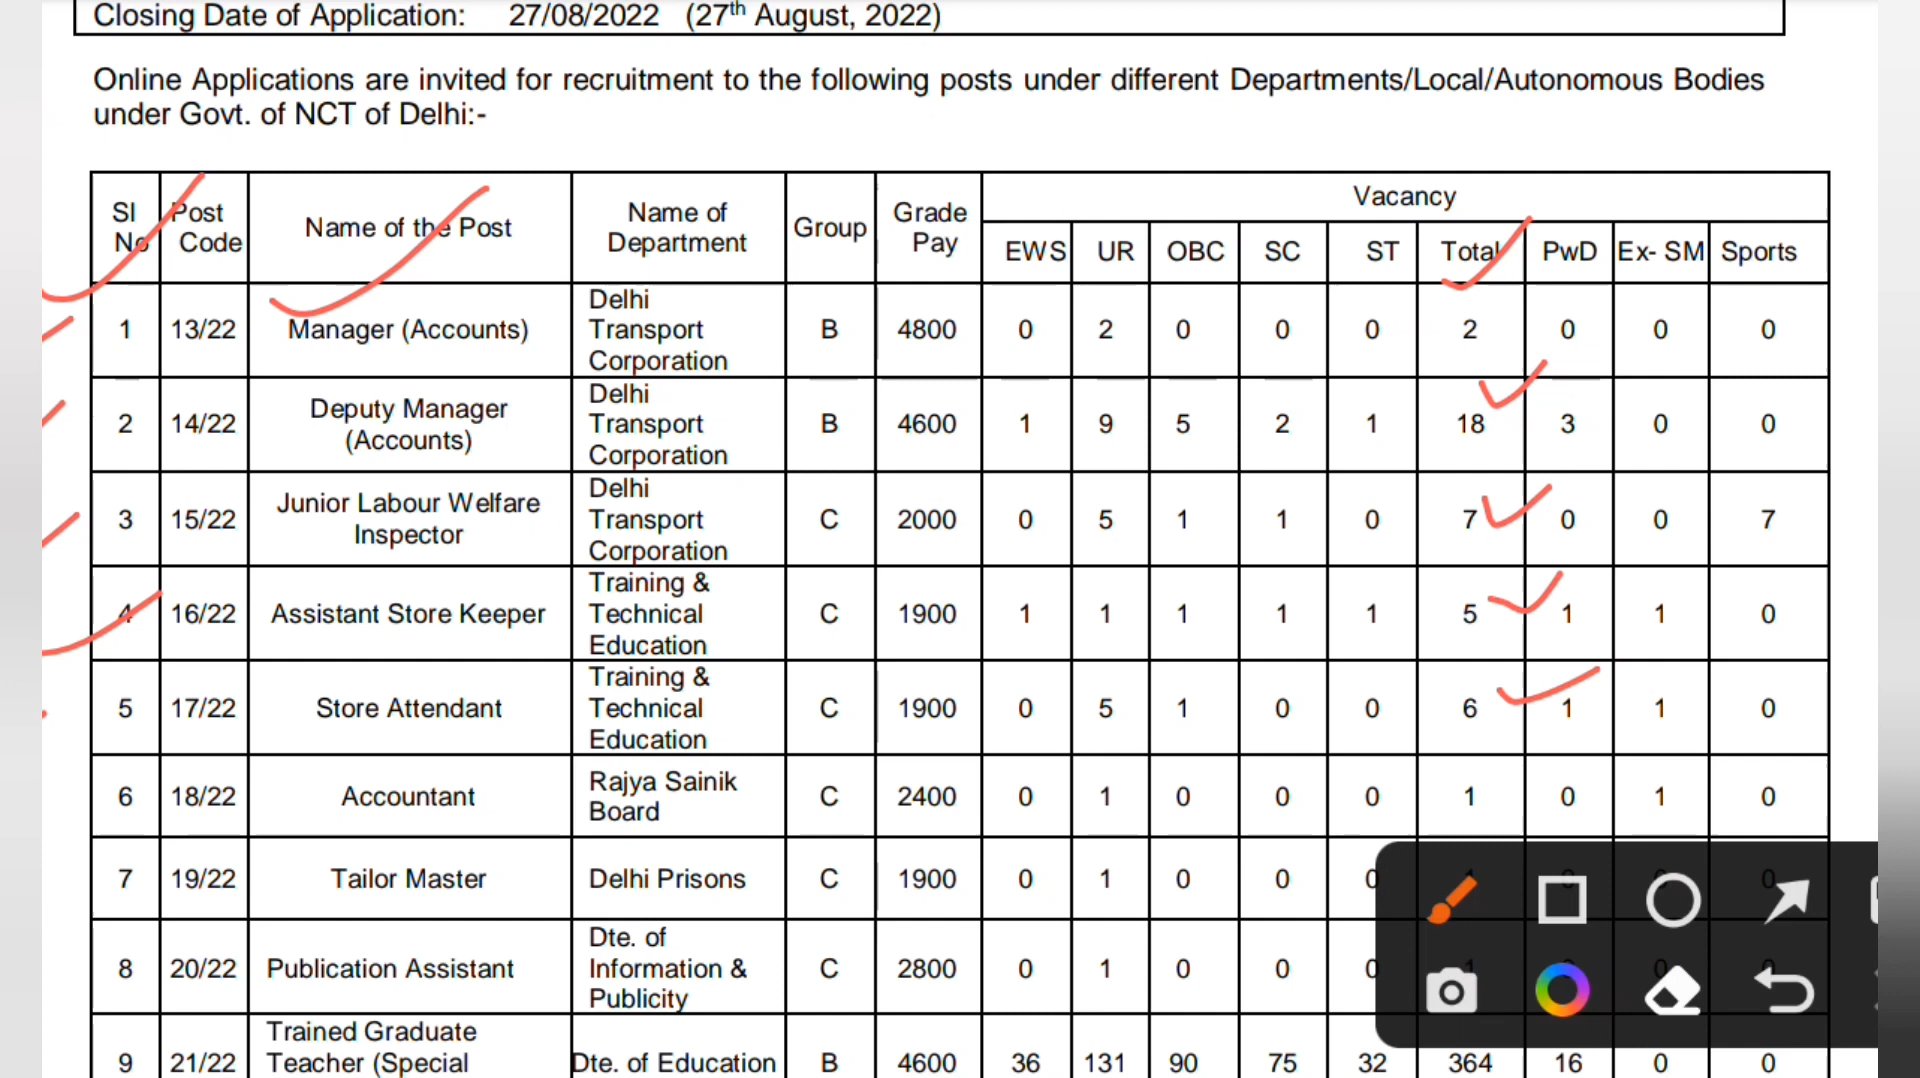 Closing Date of Application: 27/08/2022 (27th August, 2022)
Online Applications are invited for recruitment to the following posts under different Departments/Local/Autonomous Bodies
under Govt. of NCT of Delhi:-
Sl No | Post Code | Name of the Post | Name of Department | Group | Grade Pay | Vacancy
EWS | UR | OBC | SC | ST | Total | PwD | Ex- SM | Sports
1 | 13/22 | Manager (Accounts) | Delhi Transport Corporation | B | 4800 | 0 | 2 | 0 | 0 | 0 | 2 | 0 | 0 | 0
2 | 14/22 | Deputy Manager (Accounts) | Delhi Transport Corporation | B | 4600 | 1 | 9 | 5 | 2 | 1 | 18 | 3 | 0 | 0
3 | 15/22 | Junior Labour Welfare Inspector | Delhi Transport Corporation | C | 2000 | 0 | 5 | 1 | 1 | 0 | 7 | 0 | 0 | 7
4 | 16/22 | Assistant Store Keeper | Training & Technical Education | C | 1900 | 1 | 1 | 1 | 1 | 1 | 5 | 1 | 1 | 0
5 | 17/22 | Store Attendant | Training & Technical Education | C | 1900 | 0 | 5 | 1 | 0 | 0 | 6 | 1 | 1 | 0
6 | 18/22 | Accountant | Rajya Sainik Board | C | 2400 | 0 | 1 | 0 | 0 | 0 | 1 | 0 | 1 | 0
7 | 19/22 | Tailor Master | Delhi Prisons | C | 1900 | 0 | 1 | 0 | 0 | 0
8 | 20/22 | Publication Assistant | Dte. of Information & Publicity | C | 2800 | 0 | 1 | 0 | 0 | 0
9 | 21/22 | Trained Graduate Teacher (Special | Dte. of Education | B | 4600 | 36 | 131 | 90 | 75 | 32 | 364 | 16 | 0 | 0